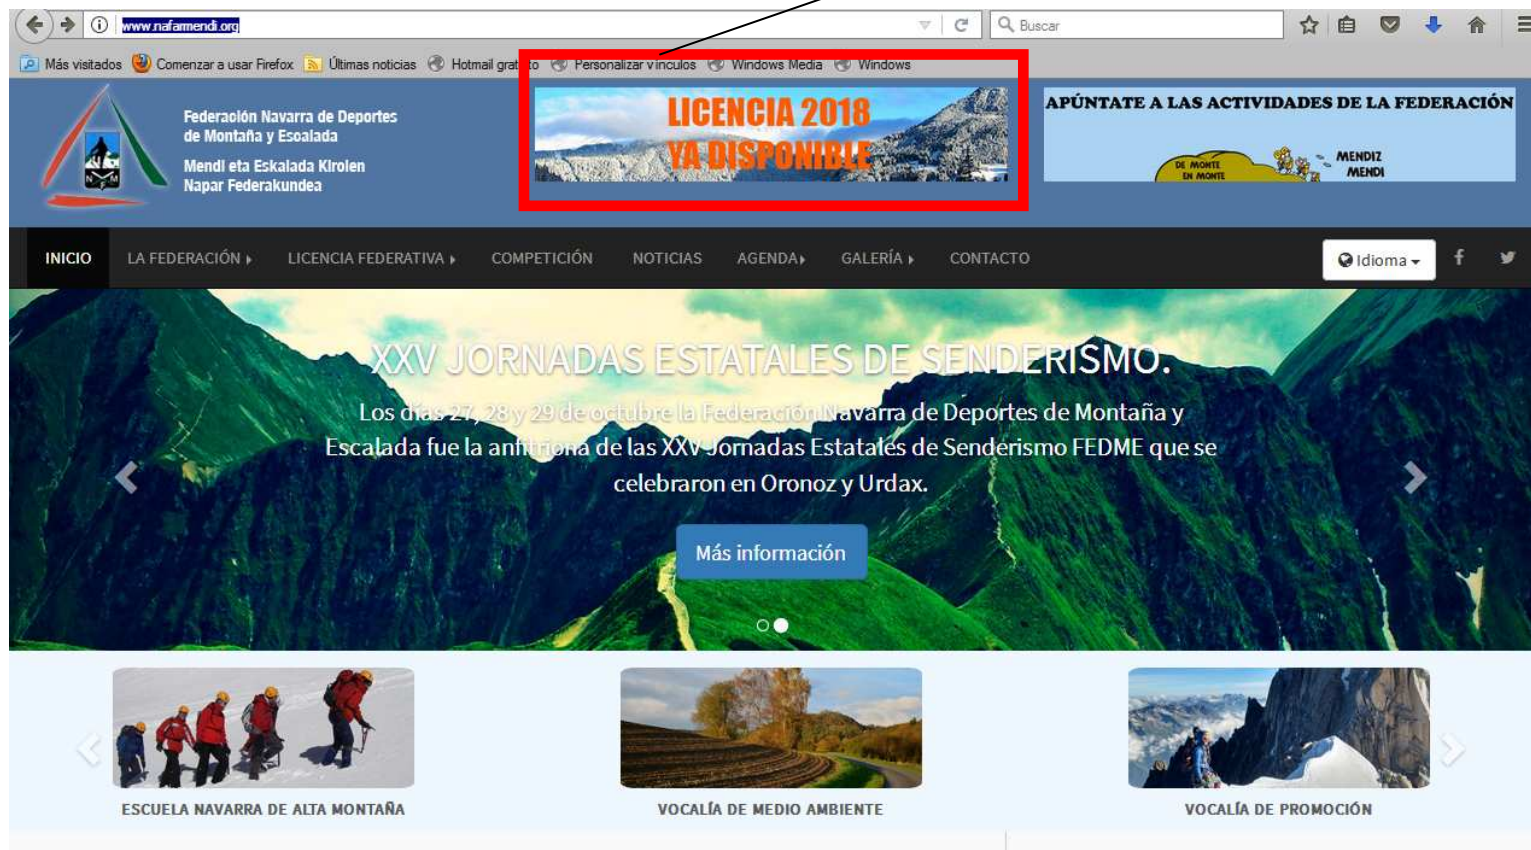 www.nafarmendi.org
Buscar
Más visitados Comenzar a usar Firefox Últimas noticias Hotmail gratuito Personalizar vínculos Windows Media Windows
Federación Navarra de Deportes
de Montaña y Escalada
Mendi eta Eskalada Kirolen
Napar Federakundea
NFM
LICENCIA 2018
YA DISPONIBLE
APÚNTATE A LAS ACTIVIDADES DE LA FEDERACIÓN
DE MONTE
EN MONTE
MENDIZ
MENDI
INICIO LA FEDERACIÓN LICENCIA FEDERATIVA COMPETICIÓN NOTICIAS AGENDA GALERÍA CONTACTO Idioma
XXV JORNADAS ESTATALES DE SENDERISMO.
Los días 27, 28 y 29 de octubre la Federación Navarra de Deportes de Montaña y
Escalada fue la anfitriona de las XXV Jornadas Estatales de Senderismo FEDME que se
celebraron en Oronoz y Urdax.
Más información
ESCUELA NAVARRA DE ALTA MONTAÑA
VOCALÍA DE MEDIO AMBIENTE
VOCALÍA DE PROMOCIÓN